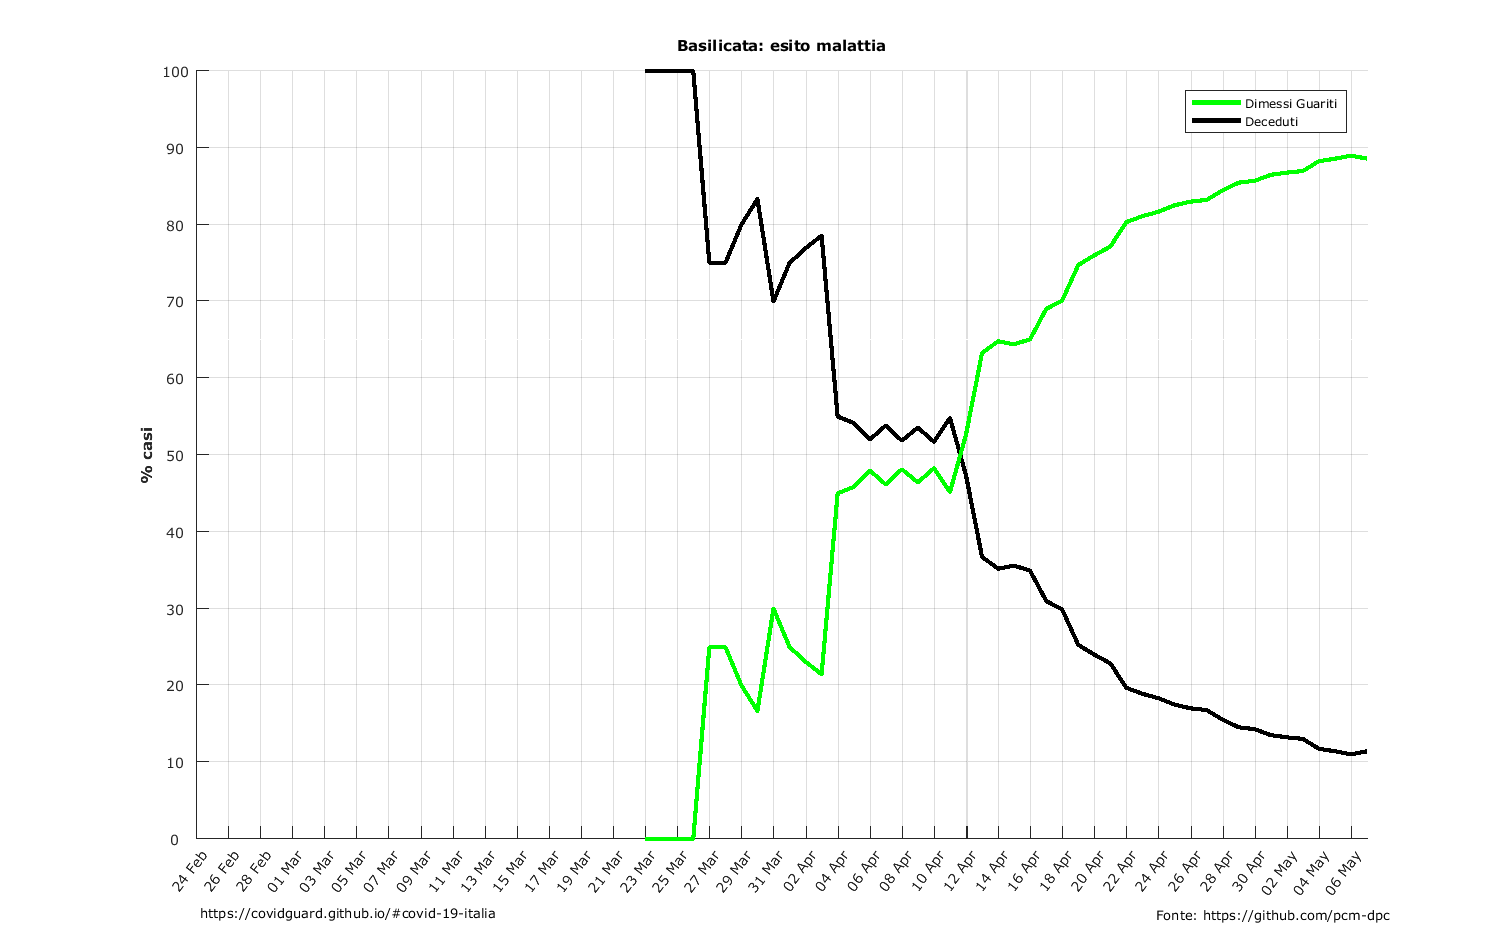 Basilicata: esito malattia
Dimessi Guariti
Deceduti
% casi
100
90
80
70
60
50
40
30
20
10
0
24 Feb
26 Feb
28 Feb
01 Mar
03 Mar
05 Mar
07 Mar
09 Mar
11 Mar
13 Mar
15 Mar
17 Mar
19 Mar
21 Mar
23 Mar
25 Mar
27 Mar
29 Mar
31 Mar
02 Apr
04 Apr
06 Apr
08 Apr
10 Apr
12 Apr
14 Apr
16 Apr
18 Apr
20 Apr
22 Apr
24 Apr
26 Apr
28 Apr
30 Apr
02 May
04 May
06 May
https://covidguard.github.io/#covid-19-italia
Fonte: https://github.com/pcm-dpc